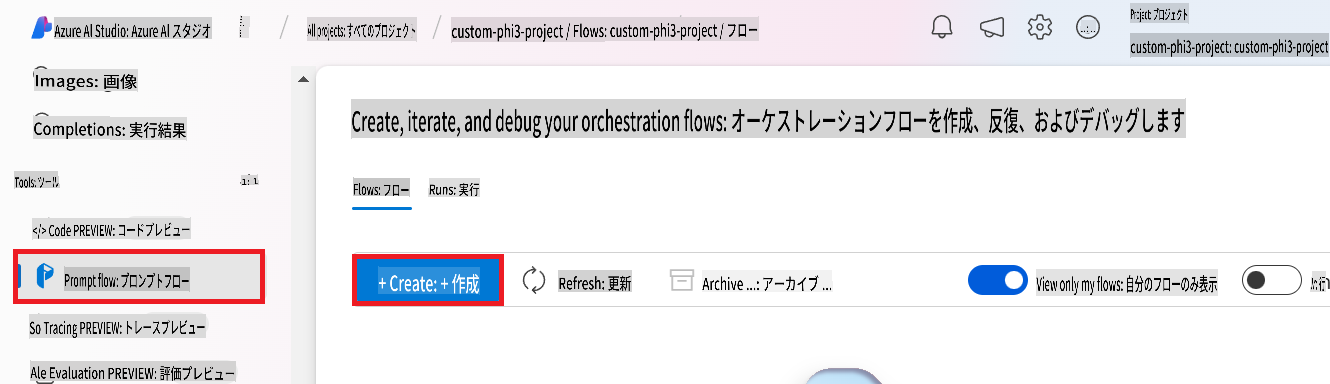 Azure AI Studio: Azure AI スタジオ / All projects: すべてのプロジェクト / custom-phi3-project / Flows: custom-phi3-project / フロー
Project: プロジェクト
custom-phi3-project: custom-phi3-project
Images: 画像
Completions: 実行結果
Tools: ツール
</> Code PREVIEW: コードプレビュー
Prompt flow: プロンプトフロー
So Tracing PREVIEW: トレースプレビュー
Ale Evaluation PREVIEW: 評価プレビュー
Create, iterate, and debug your orchestration flows: オーケストレーションフローを作成、反復、およびデバッグします
Flows: フロー
Runs: 実行
+ Create: + 作成
Refresh: 更新
Archive ...: アーカイブ ...
View only my flows: 自分のフローのみ表示